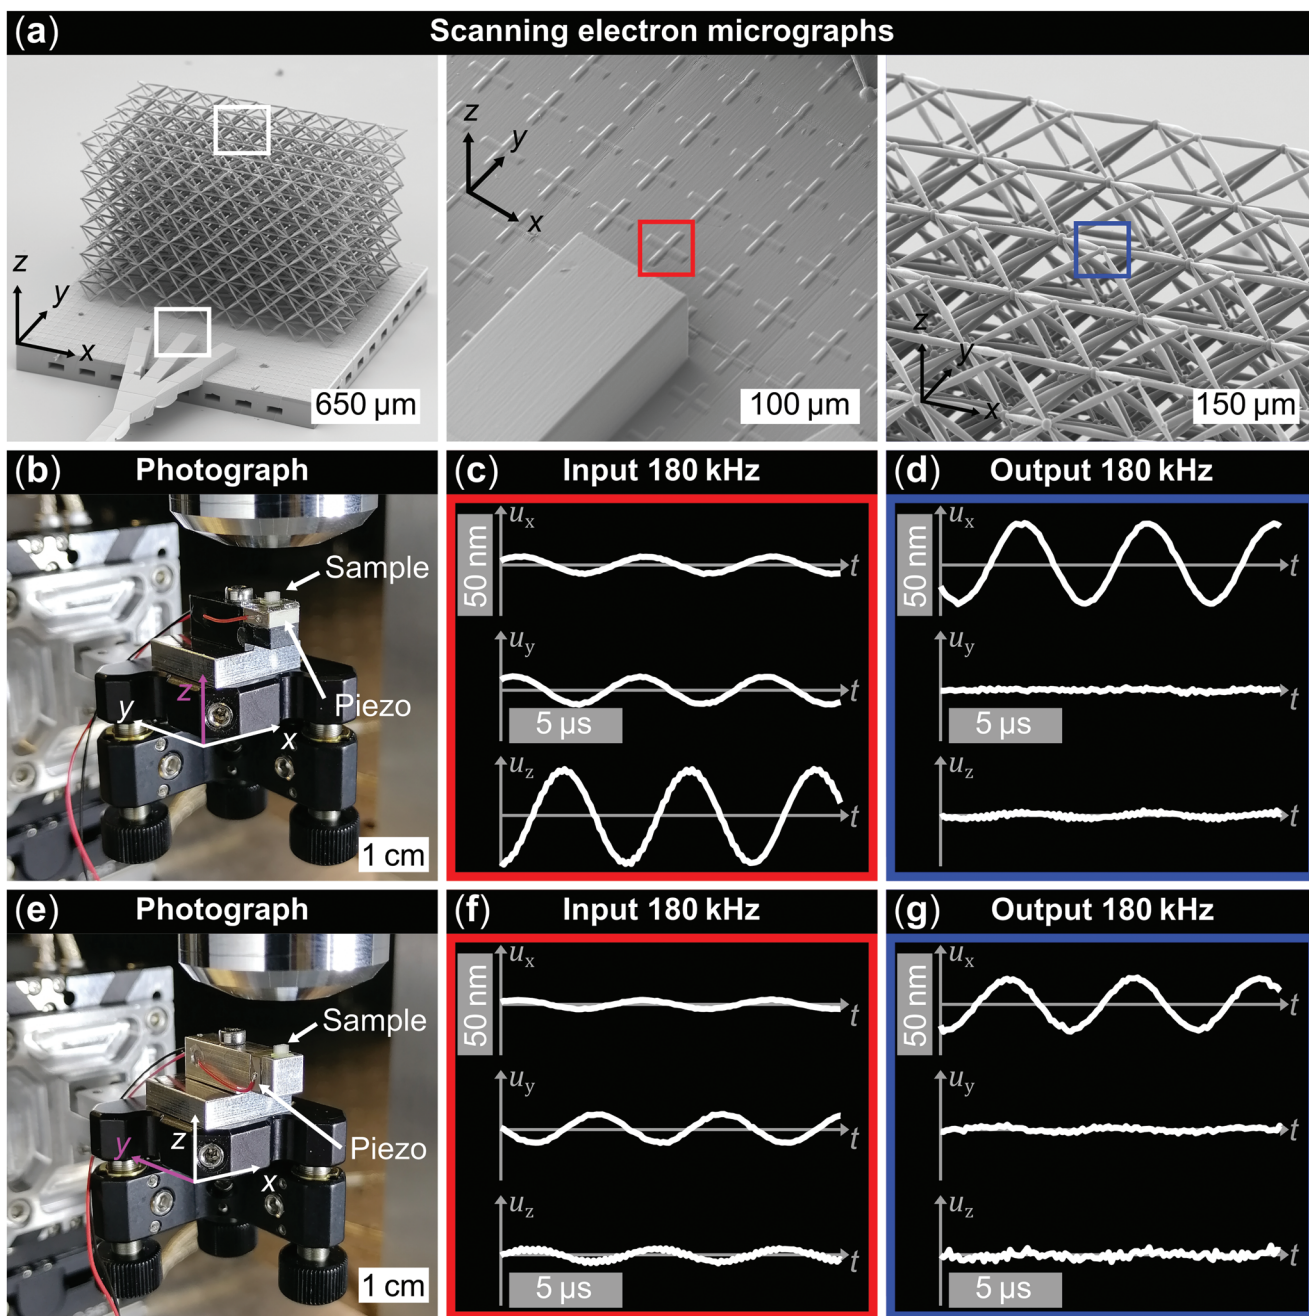 (a) Scanning electron micrographs
z
y
x
650 µm
z
y
x
100 µm
z
y
x
150 µm
(b) Photograph
Sample
Piezo
z
y
x
1 cm
(c) Input 180 kHz
50 nm
ux
t
uy
t
5 µs
uz
t
(d) Output 180 kHz
50 nm
ux
t
uy
t
5 µs
uz
t
(e) Photograph
Sample
Piezo
z
y
x
1 cm
(f) Input 180 kHz
50 nm
ux
t
uy
t
uz
t
5 µs
(g) Output 180 kHz
50 nm
ux
t
uy
t
uz
t
5 µs